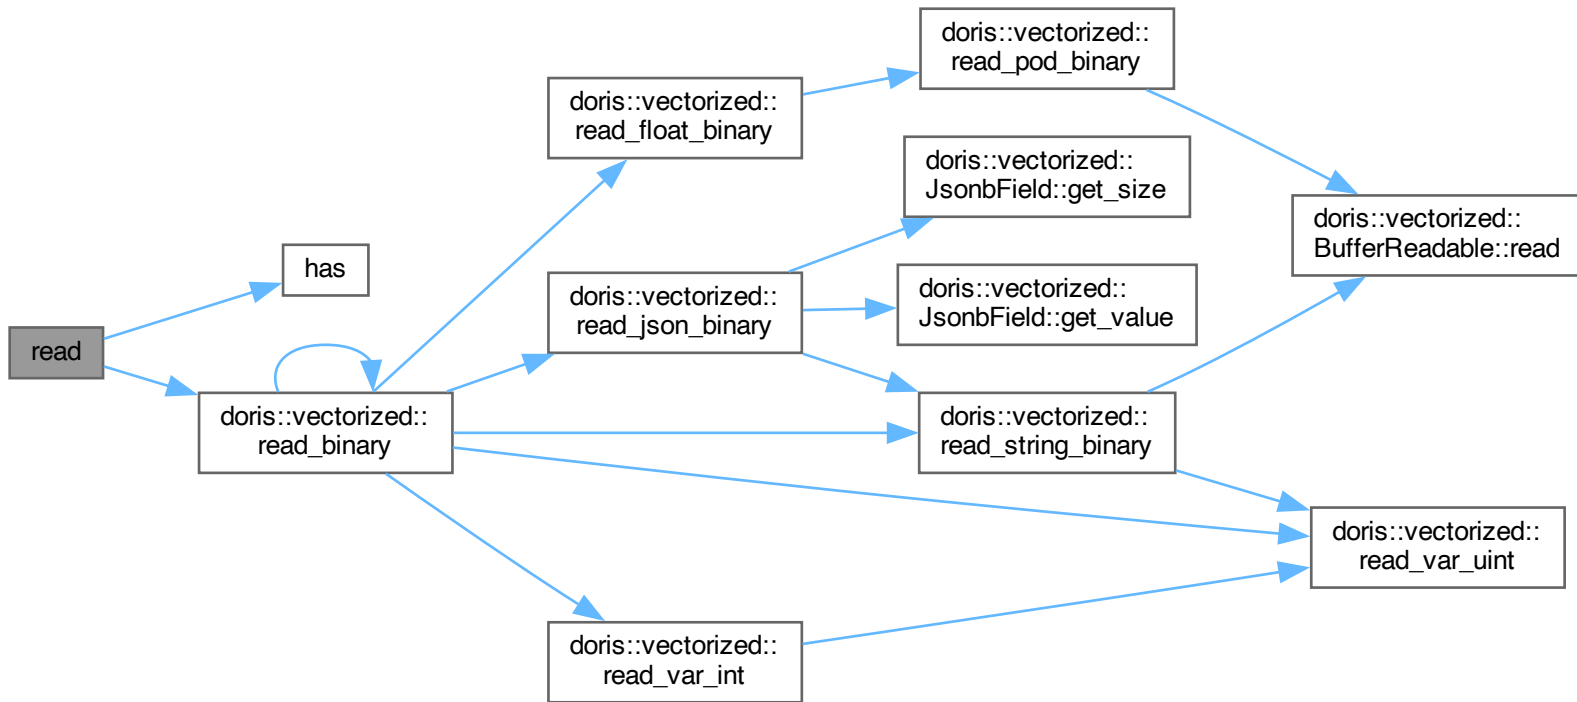 read
has
doris::vectorized::
read_binary
doris::vectorized::
read_float_binary
doris::vectorized::
read_json_binary
doris::vectorized::
read_var_int
doris::vectorized::
read_pod_binary
doris::vectorized::
JsonbField::get_size
doris::vectorized::
JsonbField::get_value
doris::vectorized::
read_string_binary
doris::vectorized::
BufferReadable::read
doris::vectorized::
read_var_uint